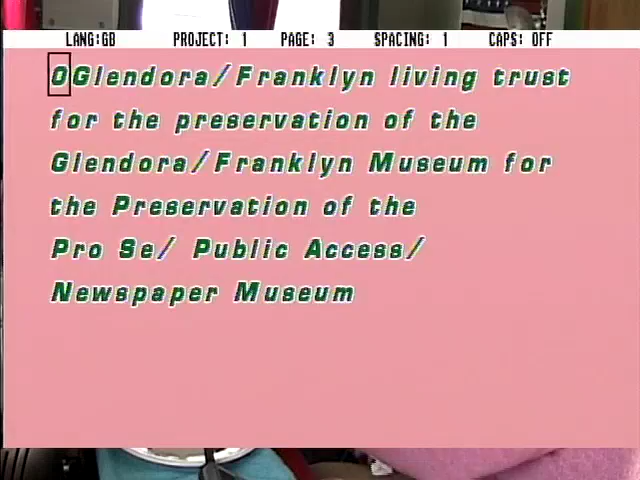 LANG:GB PROJECT: 1 PAGE: 3 SPACING: 1 CAPS: OFF
OGlendora/Franklyn living trust
for the preservation of the
Glendora/Franklyn Museum for
the Preservation of the
Pro Se/ Public Access/
Newspaper Museum